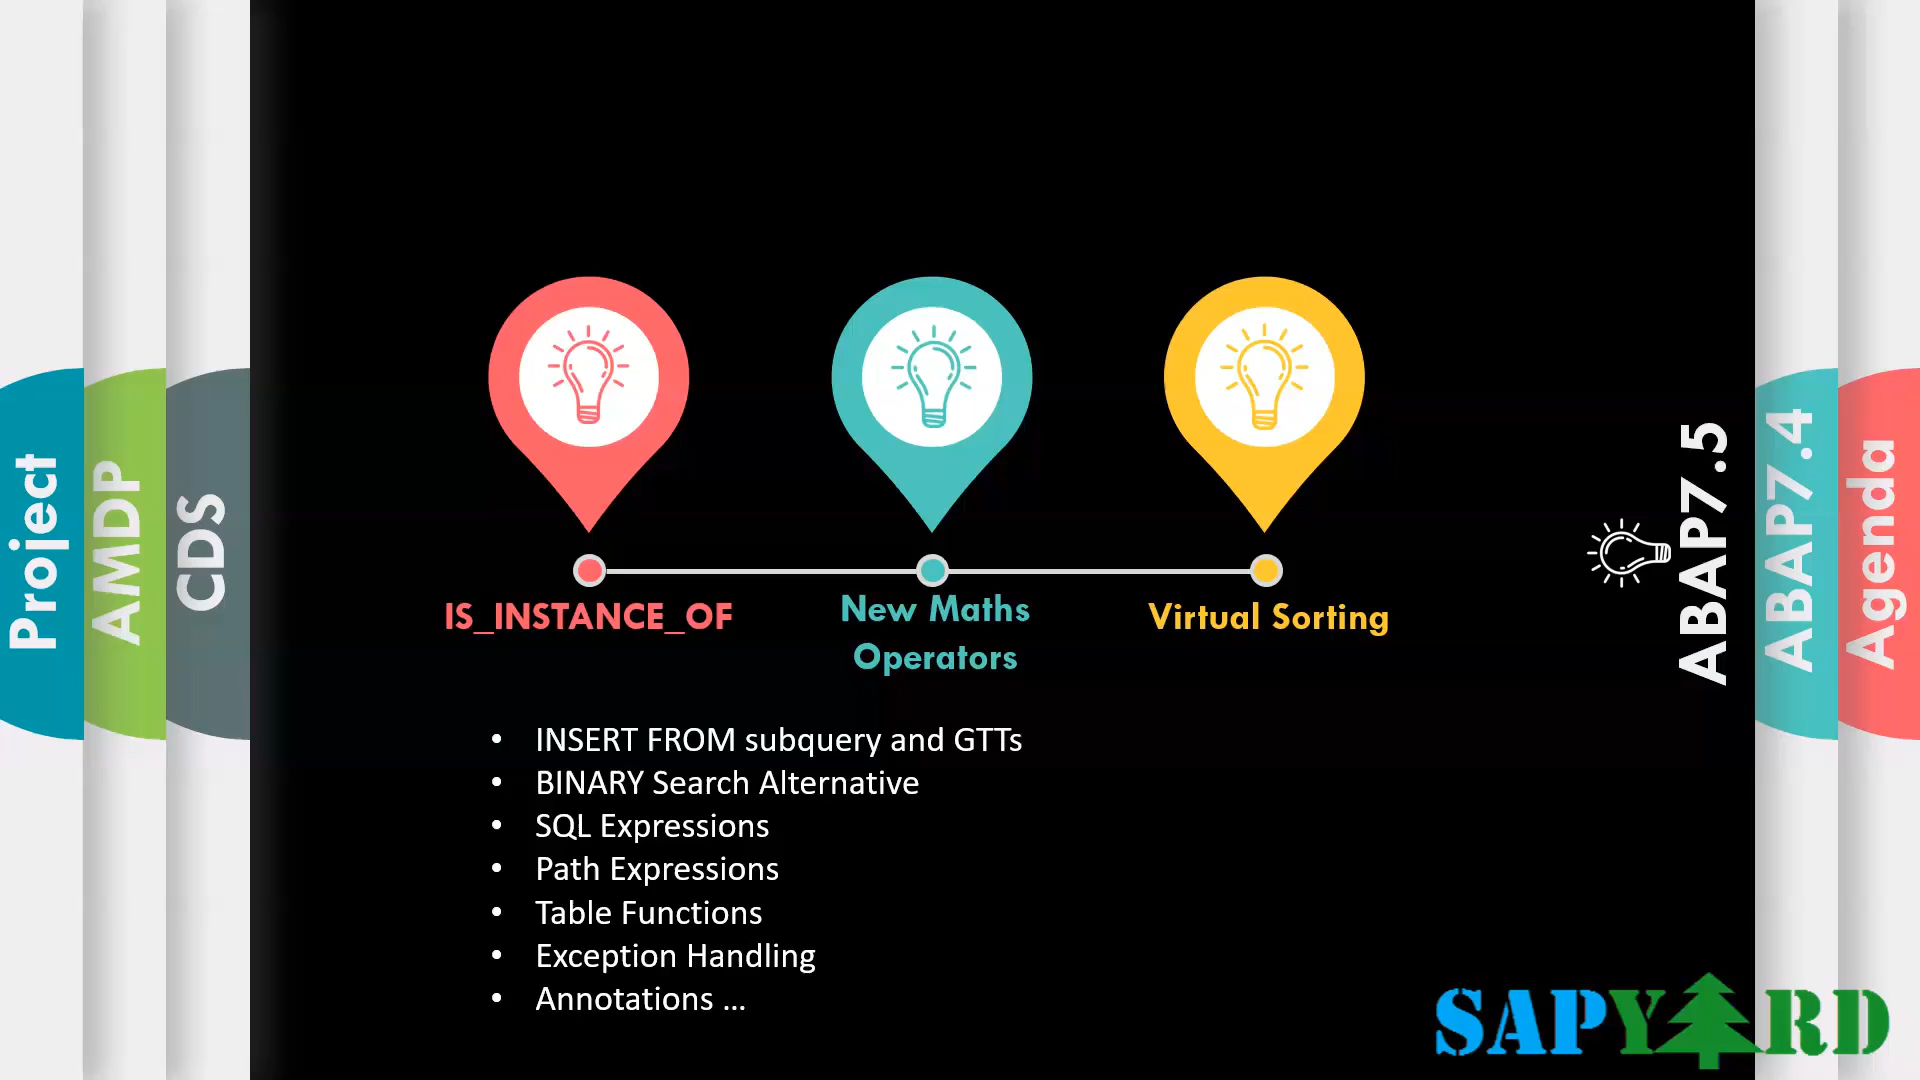 Project
AMDP
CDS
IS_INSTANCE_OF
New Maths
Operators
Virtual Sorting
• INSERT FROM subquery and GTTs
• BINARY Search Alternative
• SQL Expressions
• Path Expressions
• Table Functions
• Exception Handling
• Annotations ...
ABAP7.5
ABAP7.4
Agenda
SAPYARD